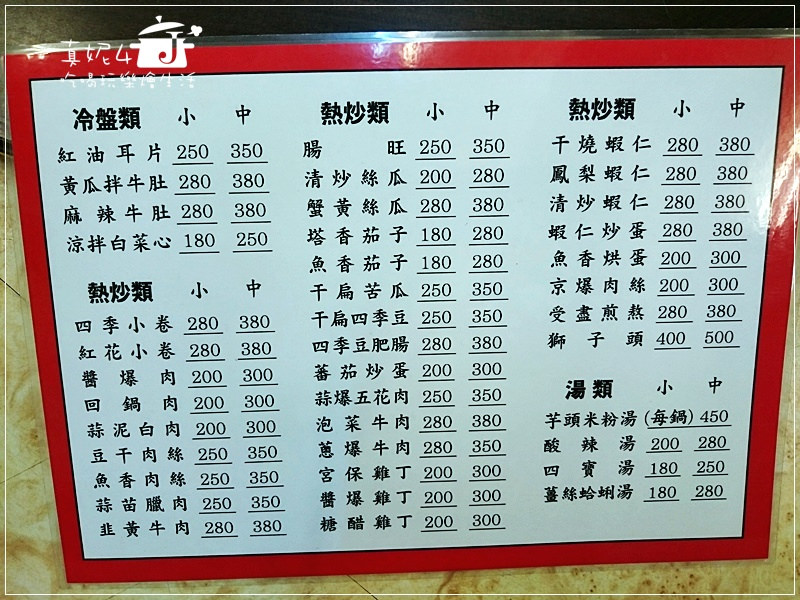 真妮4
吃喝玩樂燴生活
冷盤類 小 中
紅油耳片 250 350
黃瓜拌牛肚 280 380
麻辣牛肚 280 380
涼拌白菜心 180 250
熱炒類 小 中
四季小卷 280 380
紅花小卷 280 380
醬爆肉 200 300
回鍋肉 200 300
蒜泥白肉 200 300
豆干肉絲 250 350
魚香肉絲 250 350
蒜苗臘肉 250 350
韭黃牛肉 280 380
熱炒類 小 中
腸旺 250 350
清炒絲瓜 200 280
蟹黃絲瓜 280 380
塔香茄子 180 280
魚香茄子 180 280
干扁苦瓜 250 350
干扁四季豆 250 350
四季豆肥腸 280 380
蕃茄炒蛋 200 300
蒜爆五花肉 250 350
泡菜牛肉 280 380
蔥爆牛肉 280 350
宮保雞丁 200 300
醬爆雞丁 200 300
糖醋雞丁 200 300
熱炒類 小 中
干燒蝦仁 280 380
鳳梨蝦仁 280 380
清炒蝦仁 280 380
蝦仁炒蛋 280 380
魚香烘蛋 200 300
京爆肉絲 200 300
受盡煎熬 280 380
獅子頭 400 500
湯類 小 中
芋頭米粉湯(每鍋)450
酸辣湯 200 280
四寶湯 180 250
薑絲蛤蜊湯 180 280